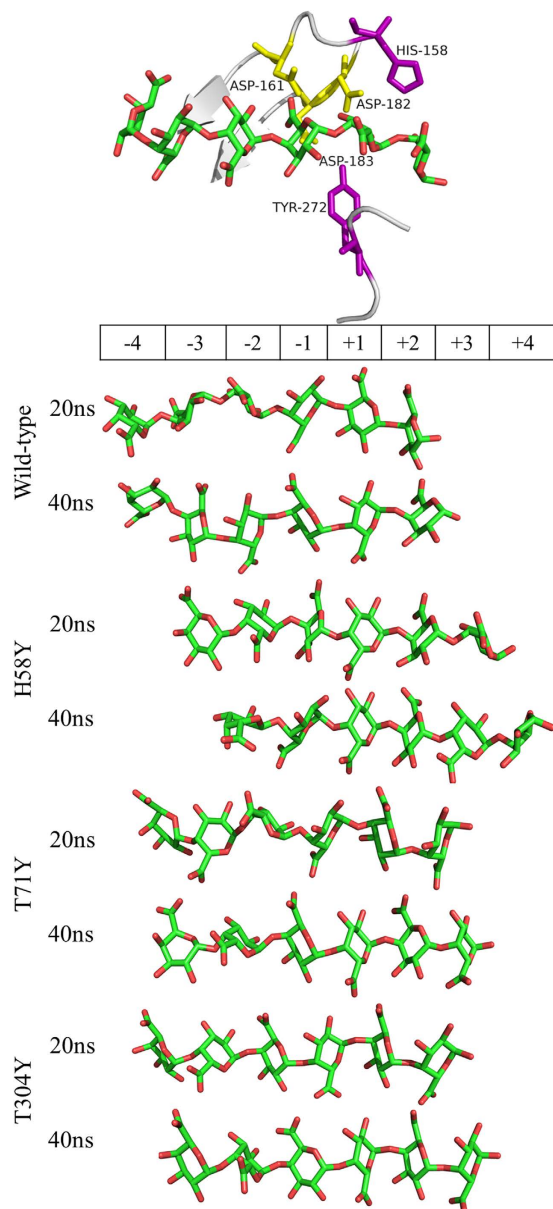 HIS-158
ASP-161
ASP-182
ASP-183
TYR-272
-4 -3 -2 -1 +1 +2 +3 +4
Wild-type
20ns
40ns
H58Y
20ns
40ns
T71Y
20ns
40ns
T304Y
20ns
40ns